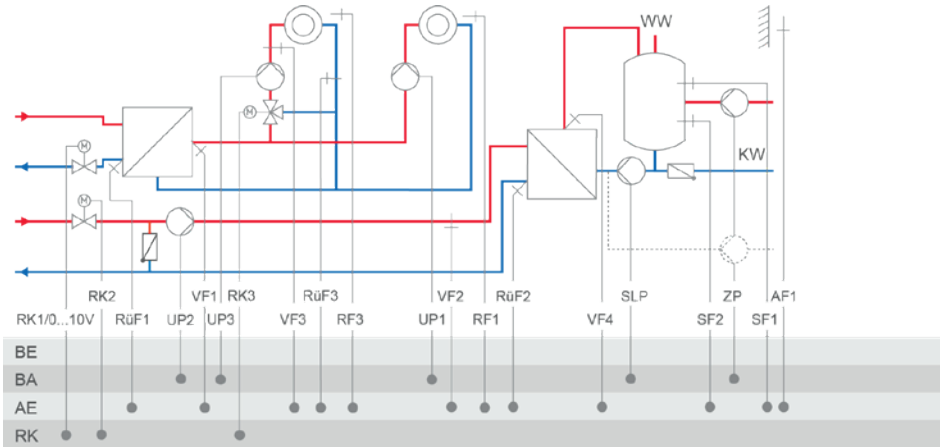 WW
M
M
KW
M
RK2 VF1 RK3 RüF3 VF2 RüF2 SLP ZP AF1
RK1/0...10V RüF1 UP2 UP3 VF3 RF3 UP1 RF1 VF4 SF2 SF1
BE
BA
AE
RK